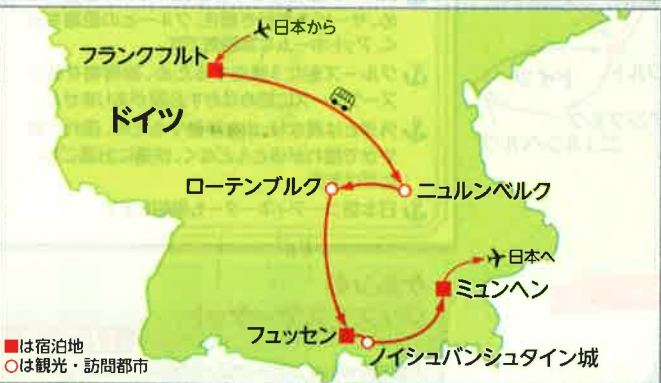 日本から
フランクフルト
ドイツ
ローテンブルク
ニュルンベルク
日本へ
ミュンヘン
フュッセン
ノイシュバンシュタイン城
■は宿泊地
○は観光・訪問都市